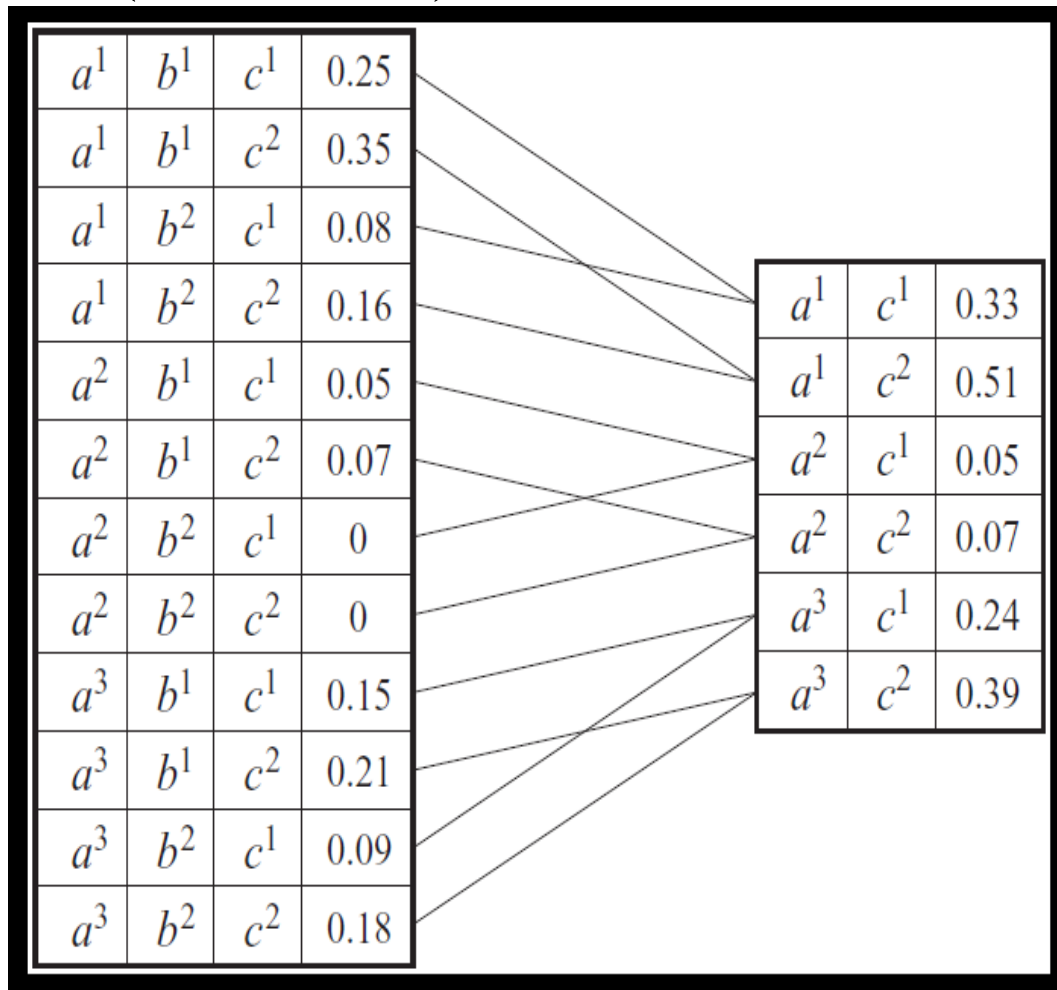 a¹ b¹ c¹ 0.25
a¹ b¹ c² 0.35
a¹ b² c¹ 0.08
a¹ b² c² 0.16
a² b¹ c¹ 0.05
a² b¹ c² 0.07
a² b² c¹ 0
a² b² c² 0
a³ b¹ c¹ 0.15
a³ b¹ c² 0.21
a³ b² c¹ 0.09
a³ b² c² 0.18
a¹ c¹ 0.33
a¹ c² 0.51
a² c¹ 0.05
a² c² 0.07
a³ c¹ 0.24
a³ c² 0.39